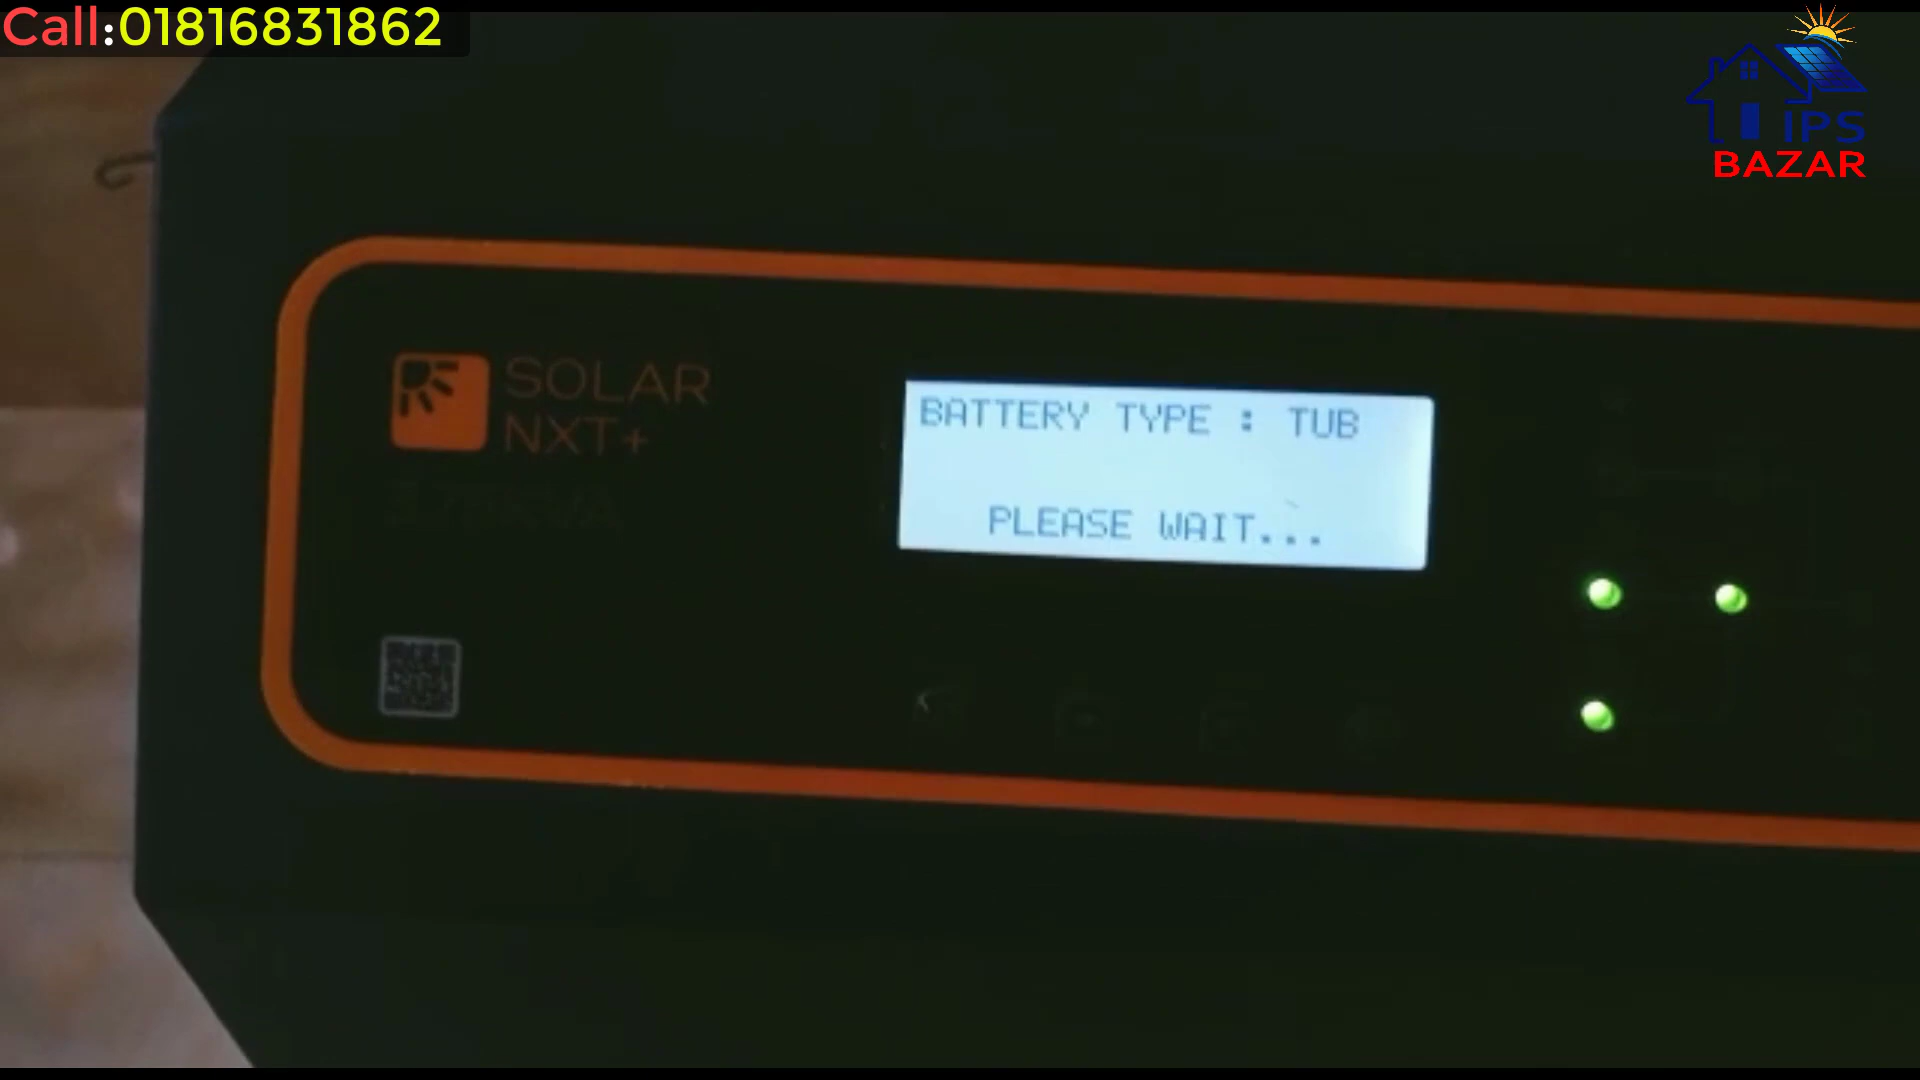 Call:01816831862
IPS
BAZAR
SOLAR
NXT+
BATTERY TYPE : TUB
PLEASE WAIT...